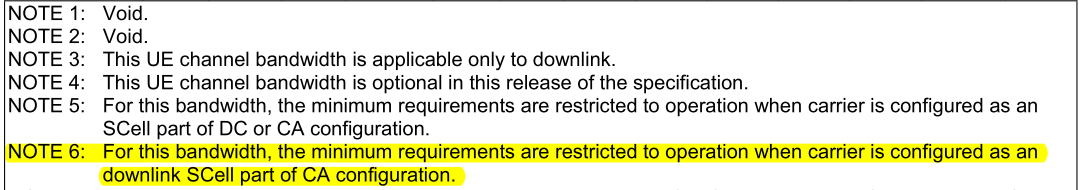 NOTE 1: Void.
NOTE 2: Void.
NOTE 3: This UE channel bandwidth is applicable only to downlink.
NOTE 4: This UE channel bandwidth is optional in this release of the specification.
NOTE 5: For this bandwidth, the minimum requirements are restricted to operation when carrier is configured as an
SCell part of DC or CA configuration.
NOTE 6: For this bandwidth, the minimum requirements are restricted to operation when carrier is configured as an
downlink SCell part of CA configuration.